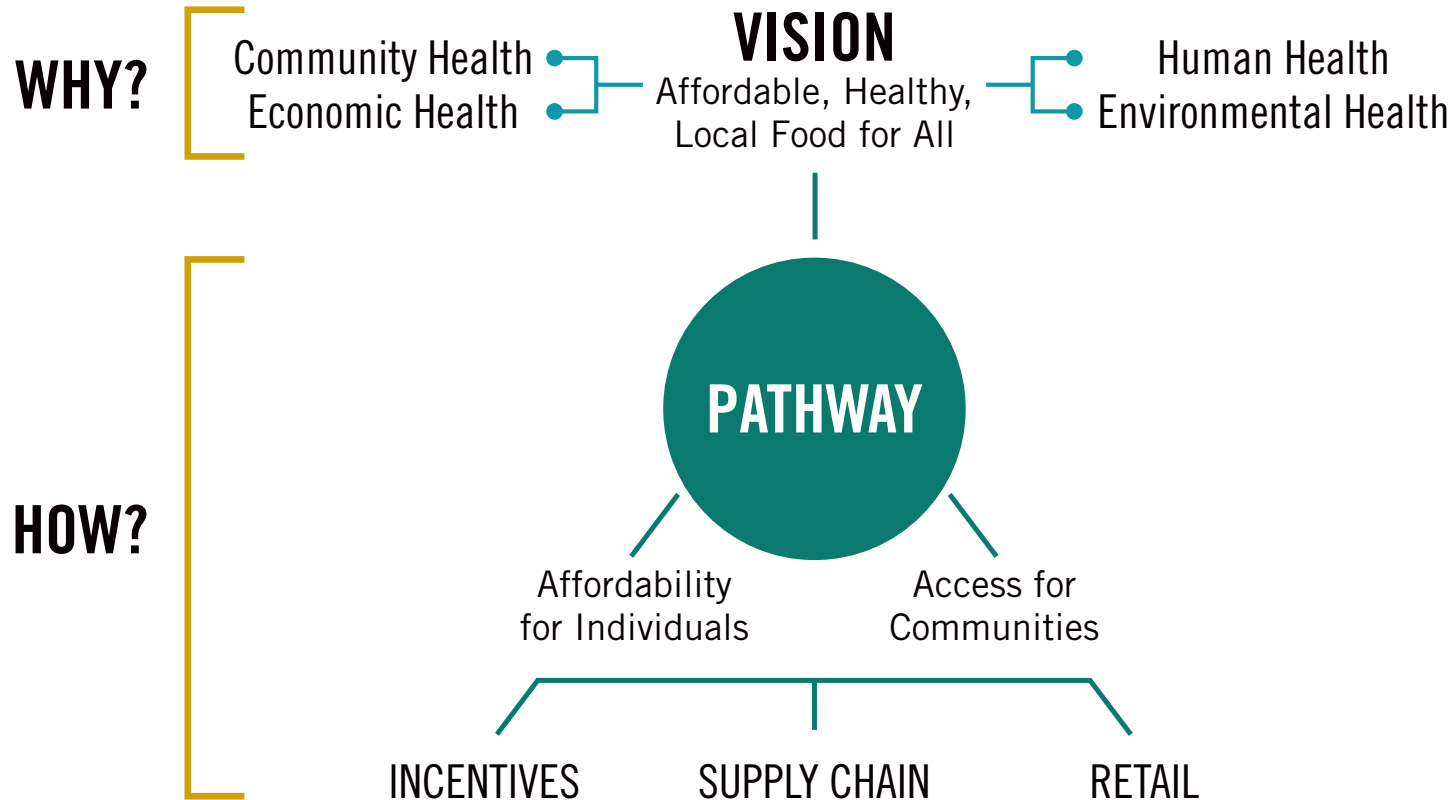 WHY?
Community Health
Economic Health
VISION
Affordable, Healthy,
Local Food for All
Human Health
Environmental Health
HOW?
PATHWAY
Affordability
for Individuals
Access for
Communities
INCENTIVES
SUPPLY CHAIN
RETAIL